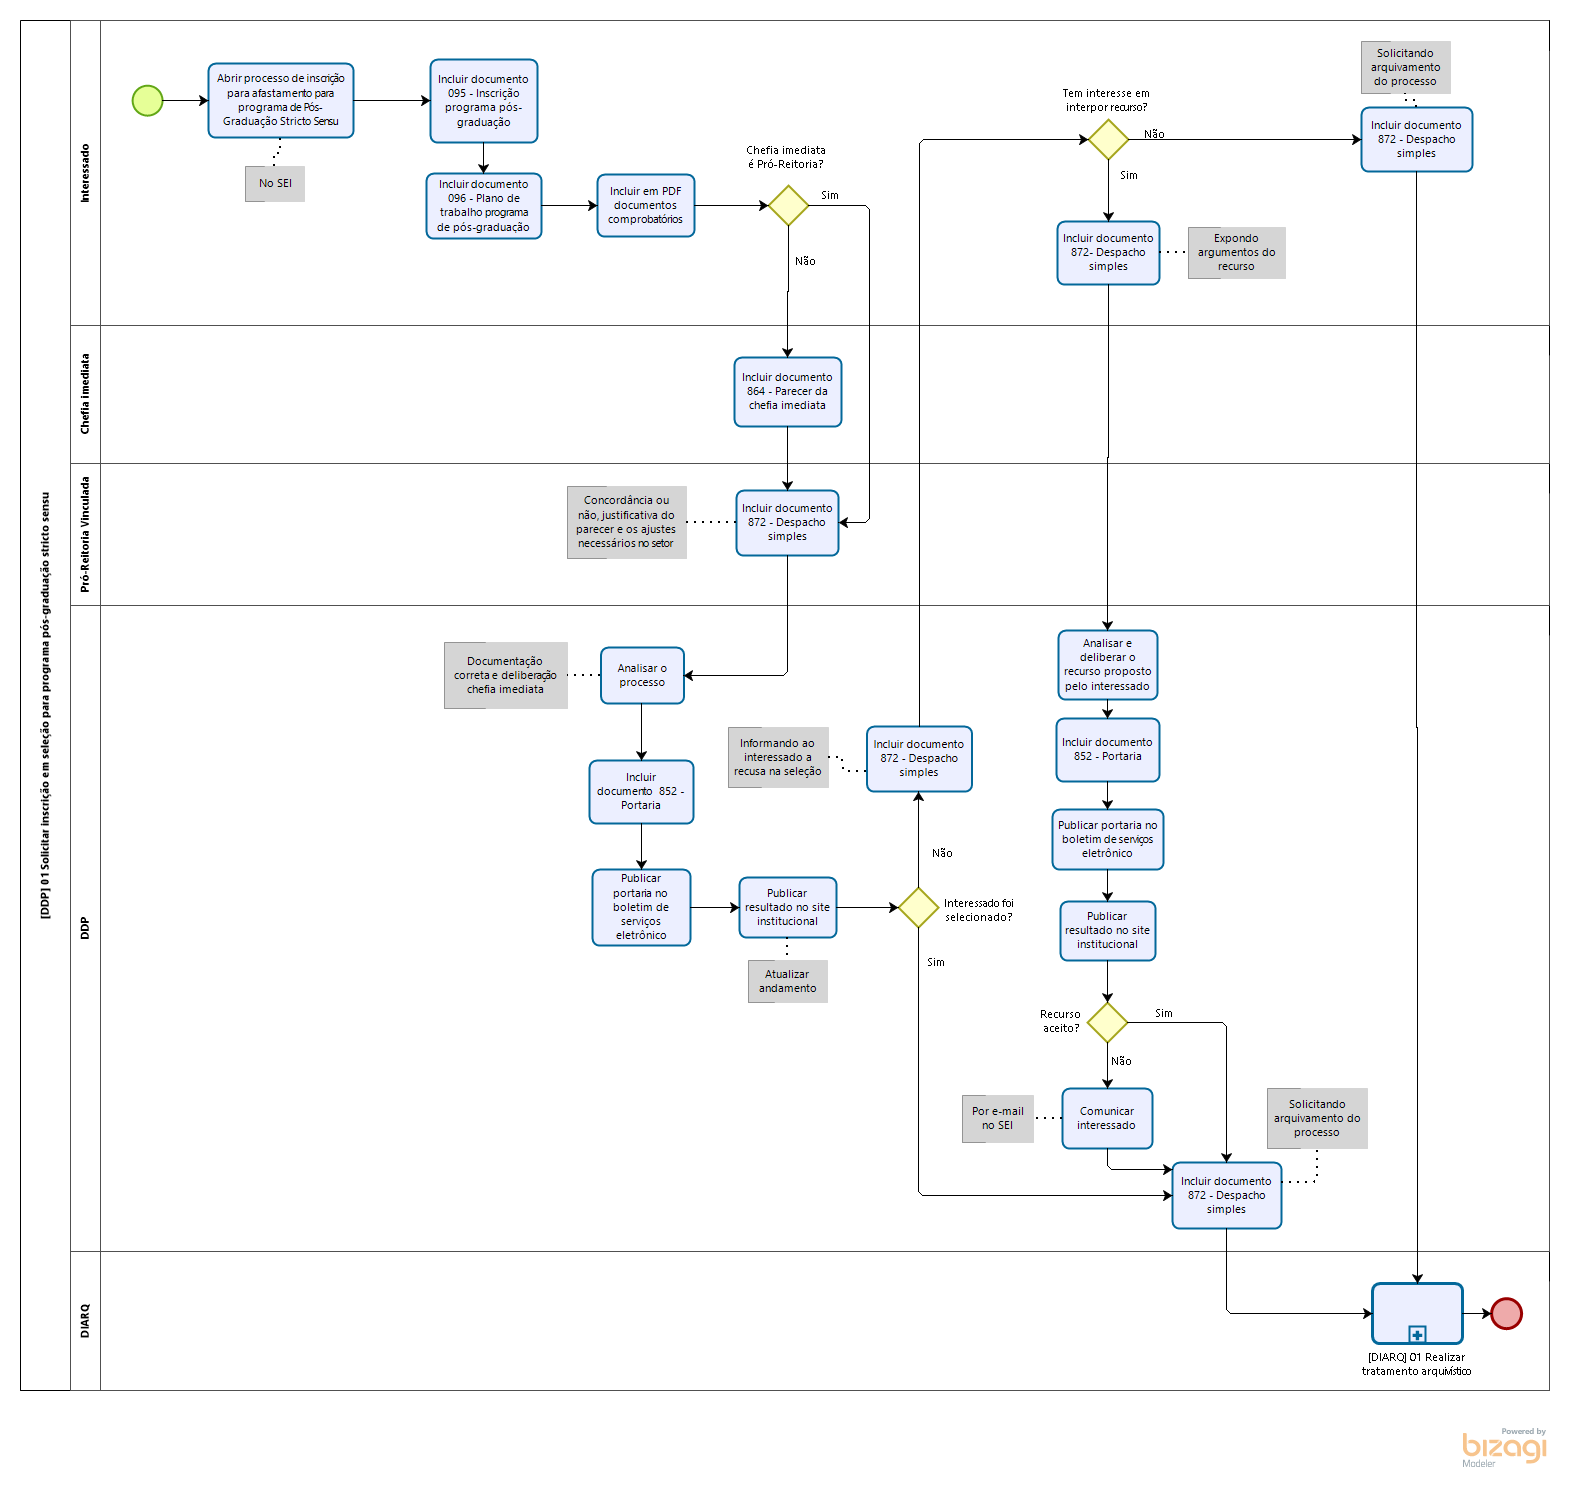 [DDP] 01 Solicitar inscrição em seleção para programa pós-graduação stricto sensu
Interessado
Abrir processo de inscrição
para afastamento para
programa de Pós-
Graduação Stricto Sensu
No SEI
Incluir documento
095 - Inscrição
programa pós-
graduação
Incluir documento
096 - Plano de
trabalho programa
de pós-graduação
Incluir em PDF
documentos
comprobatórios
Chefia imediata
é Pró-Reitoria?
Sim
Não
Tem interesse em
interpor recurso?
Não
Sim
Solicitando
arquivamento
do processo
Incluir documento
872 - Despacho
simples
Incluir documento
872- Despacho
simples
Expondo
argumentos do
recurso
Chefia imediata
Incluir documento
864 - Parecer da
chefia imediata
Pró-Reitoria Vinculada
Concordância ou
não, justificativa do
parecer e os ajustes
necessários no setor
Incluir documento
872 - Despacho
simples
DDP
Documentação
correta e deliberação
chefia imediata
Analisar o
processo
Incluir
documento 852 -
Portaria
Publicar
portaria no
boletim de
serviços
eletrônico
Publicar
resultado no site
institucional
Atualizar
andamento
Informando ao
interessado a
recusa na seleção
Incluir documento
872 - Despacho
simples
Não
Interessado foi
selecionado?
Sim
Analisar e
deliberar o
recurso proposto
pelo interessado
Incluir documento
852 - Portaria
Publicar portaria no
boletim de serviços
eletrônico
Publicar
resultado no site
institucional
Recurso
aceito?
Sim
Não
Por e-mail
no SEI
Comunicar
interessado
Solicitando
arquivamento do
processo
Incluir documento
872 - Despacho
simples
DIARQ
[DIARQ] 01 Realizar
tratamento arquivístico
Powered by
bizagi
Modeler